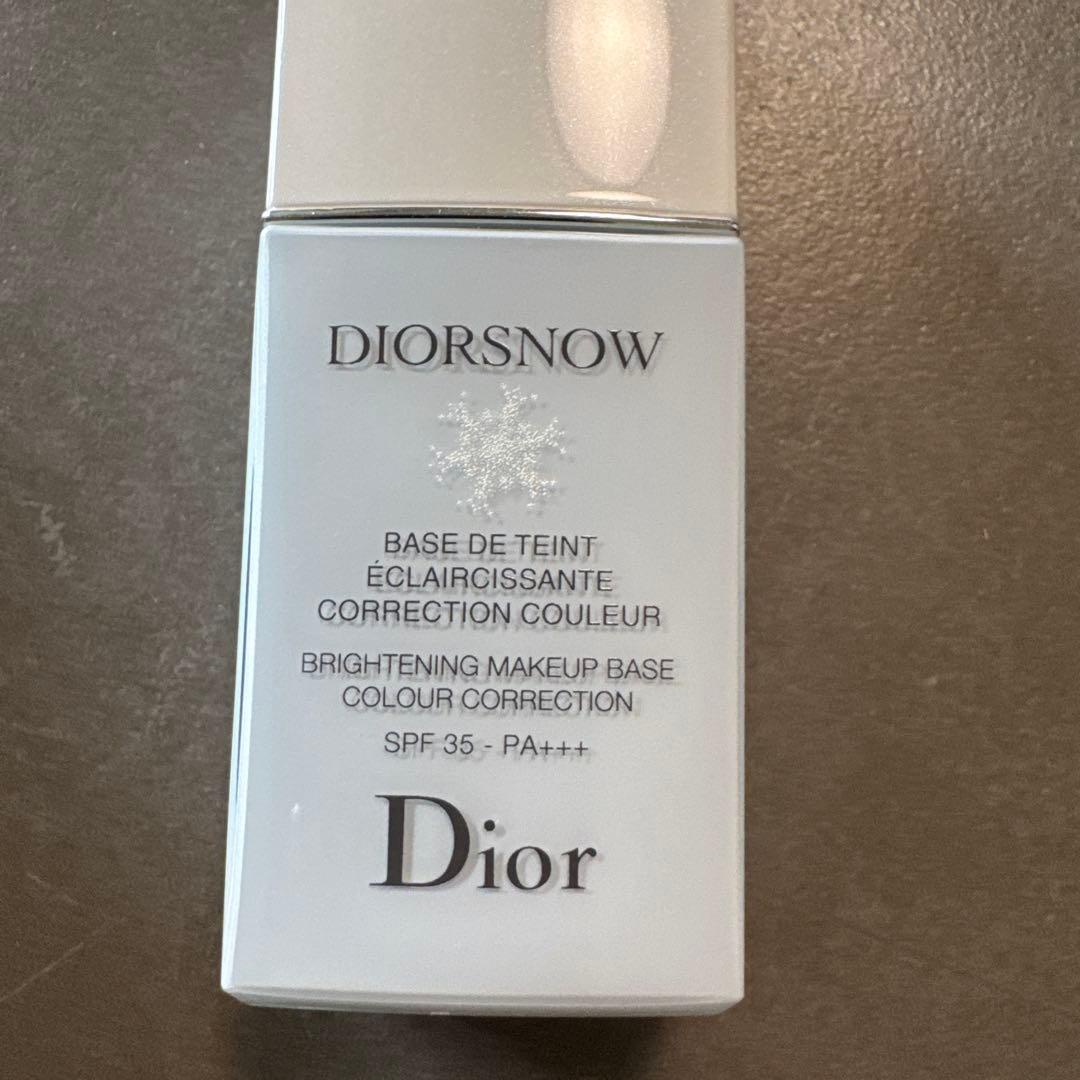 DIORSNOW
BASE DE TEINT
ÉCLAIRCISSANTE
CORRECTION COULEUR
BRIGHTENING MAKEUP BASE
COLOUR CORRECTION
SPF 35 - PA+++
Dior